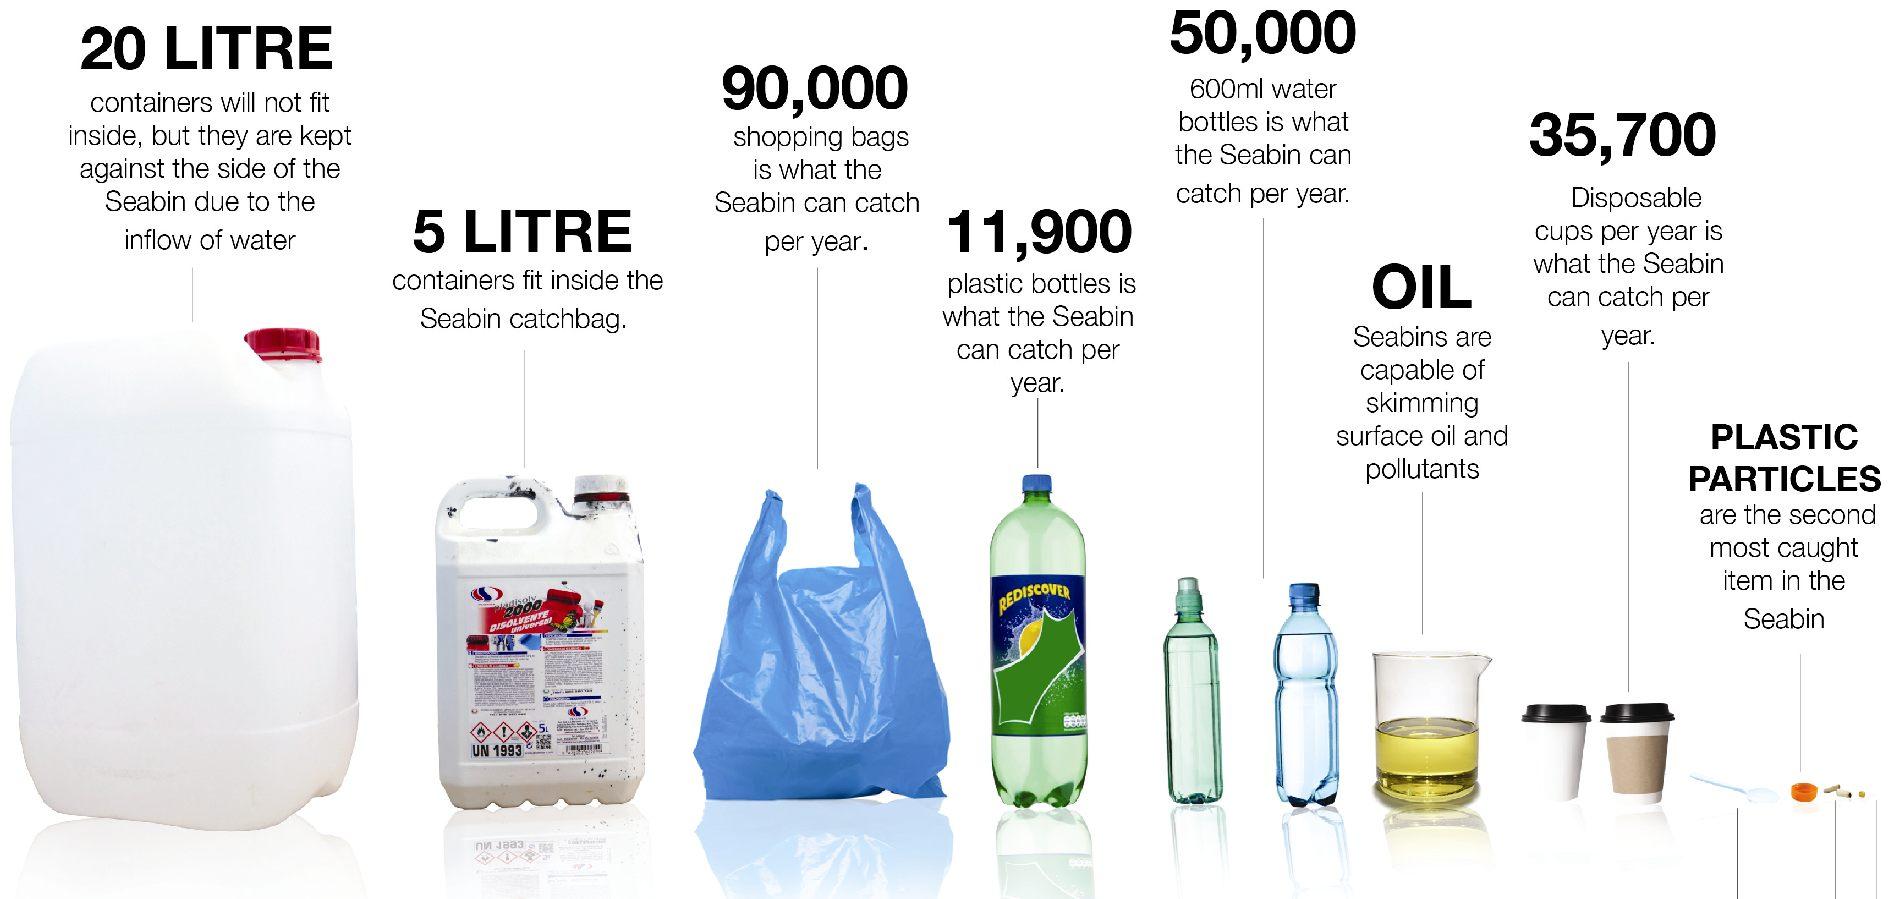 20 LITRE
containers will not fit
inside, but they are kept
against the side of the
Seabin due to the
inflow of water
5 LITRE
containers fit inside the
Seabin catchbag.
90,000
shopping bags
is what the
Seabin can catch
per year.
11,900
plastic bottles is
what the Seabin
can catch per
year.
50,000
600ml water
bottles is what
the Seabin can
catch per year.
OIL
Seabins are
capable of
skimming
surface oil and
pollutants
35,700
Disposable
cups per year is
what the Seabin
can catch per
year.
PLASTIC
PARTICLES
are the second
most caught
item in the
Seabin
2000
DISOLVENTE
universal
5L
UN 1993
REDISCOVER